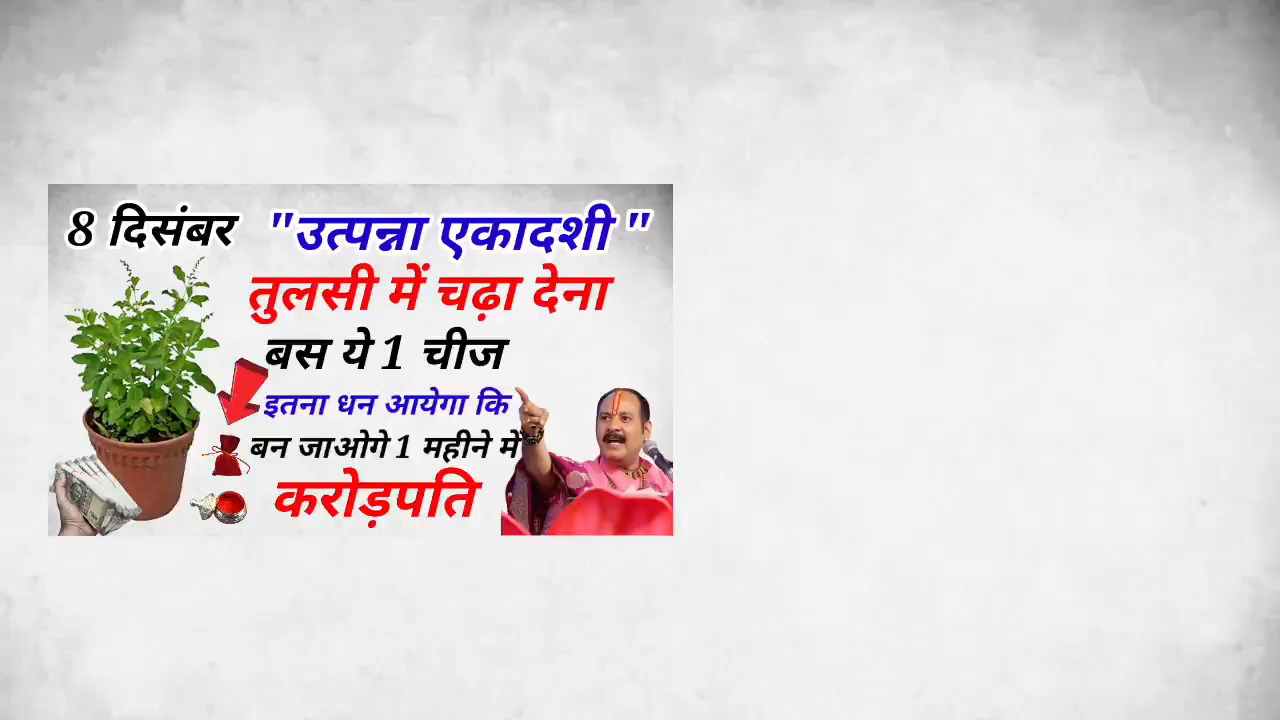 8 दिसंबर "उत्पन्ना एकादशी"
तुलसी में चढ़ा देना
बस ये 1 चीज
इतना धन आयेगा कि
बन जाओगे 1 महीने में
करोड़पति